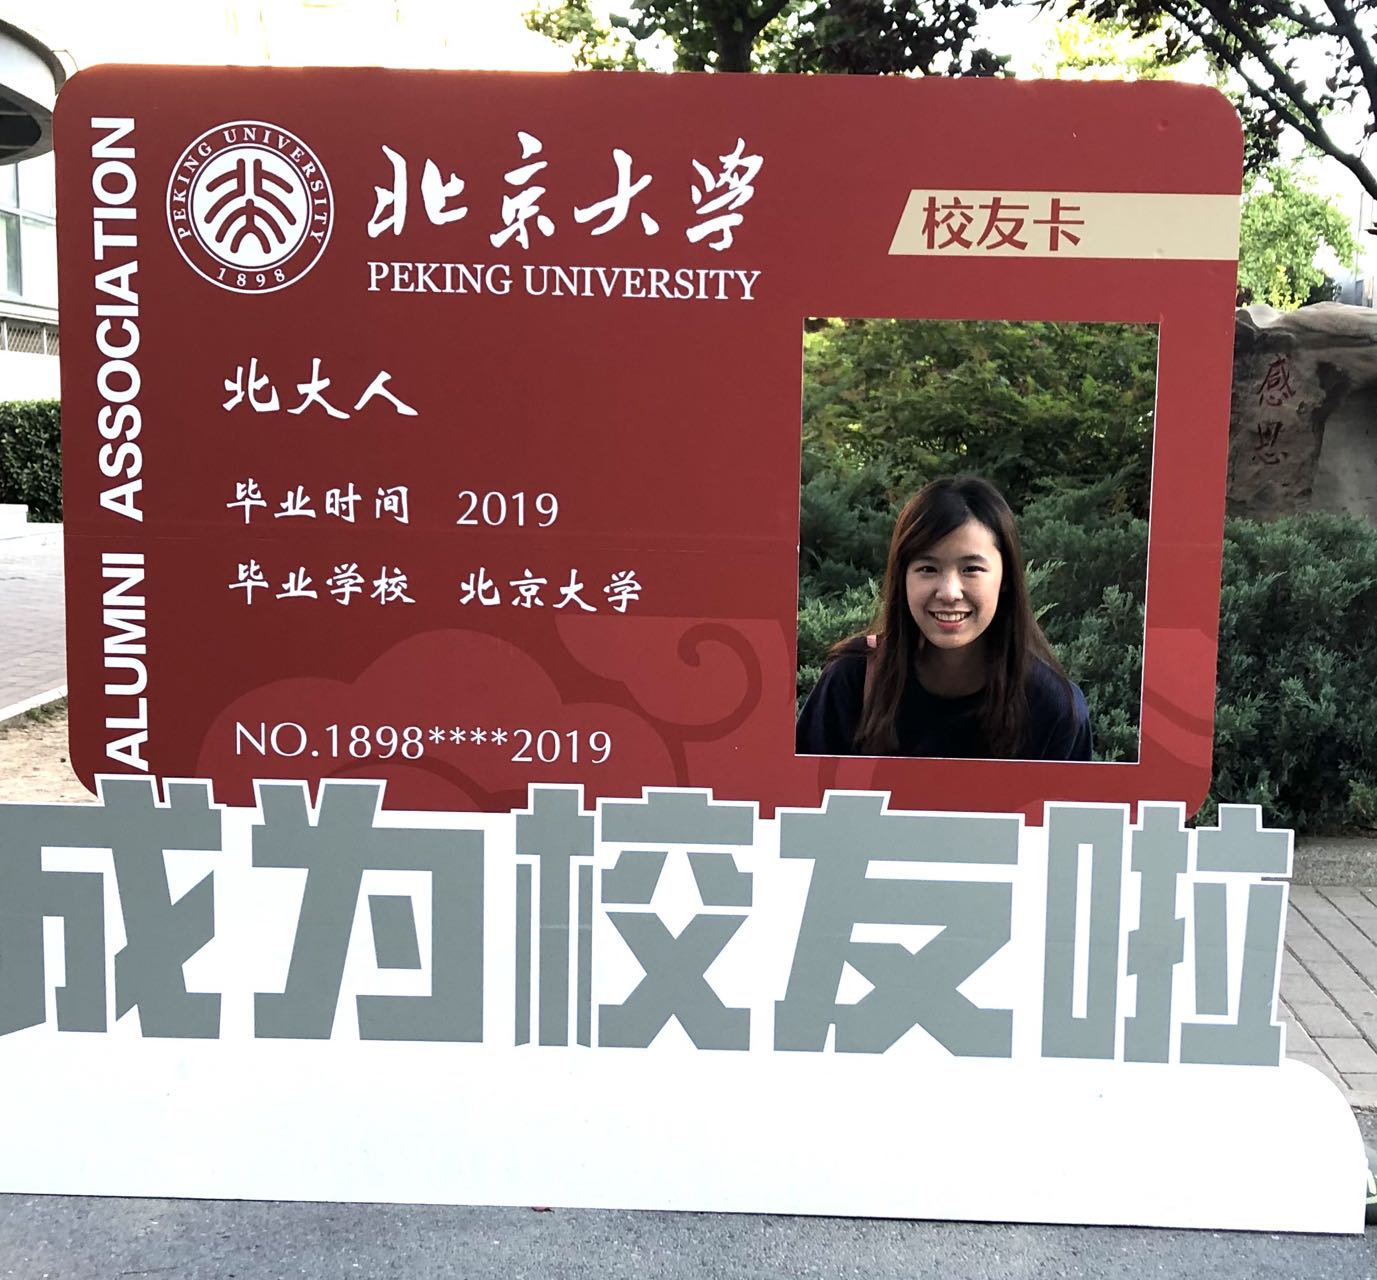 ALUMNI ASSOCIATION
PEKING UNIVERSITY
1898
北京大学
PEKING UNIVERSITY
校友卡
北大人
毕业时间 2019
毕业学校 北京大学
NO.1898****2019
感恩
成为校友啦